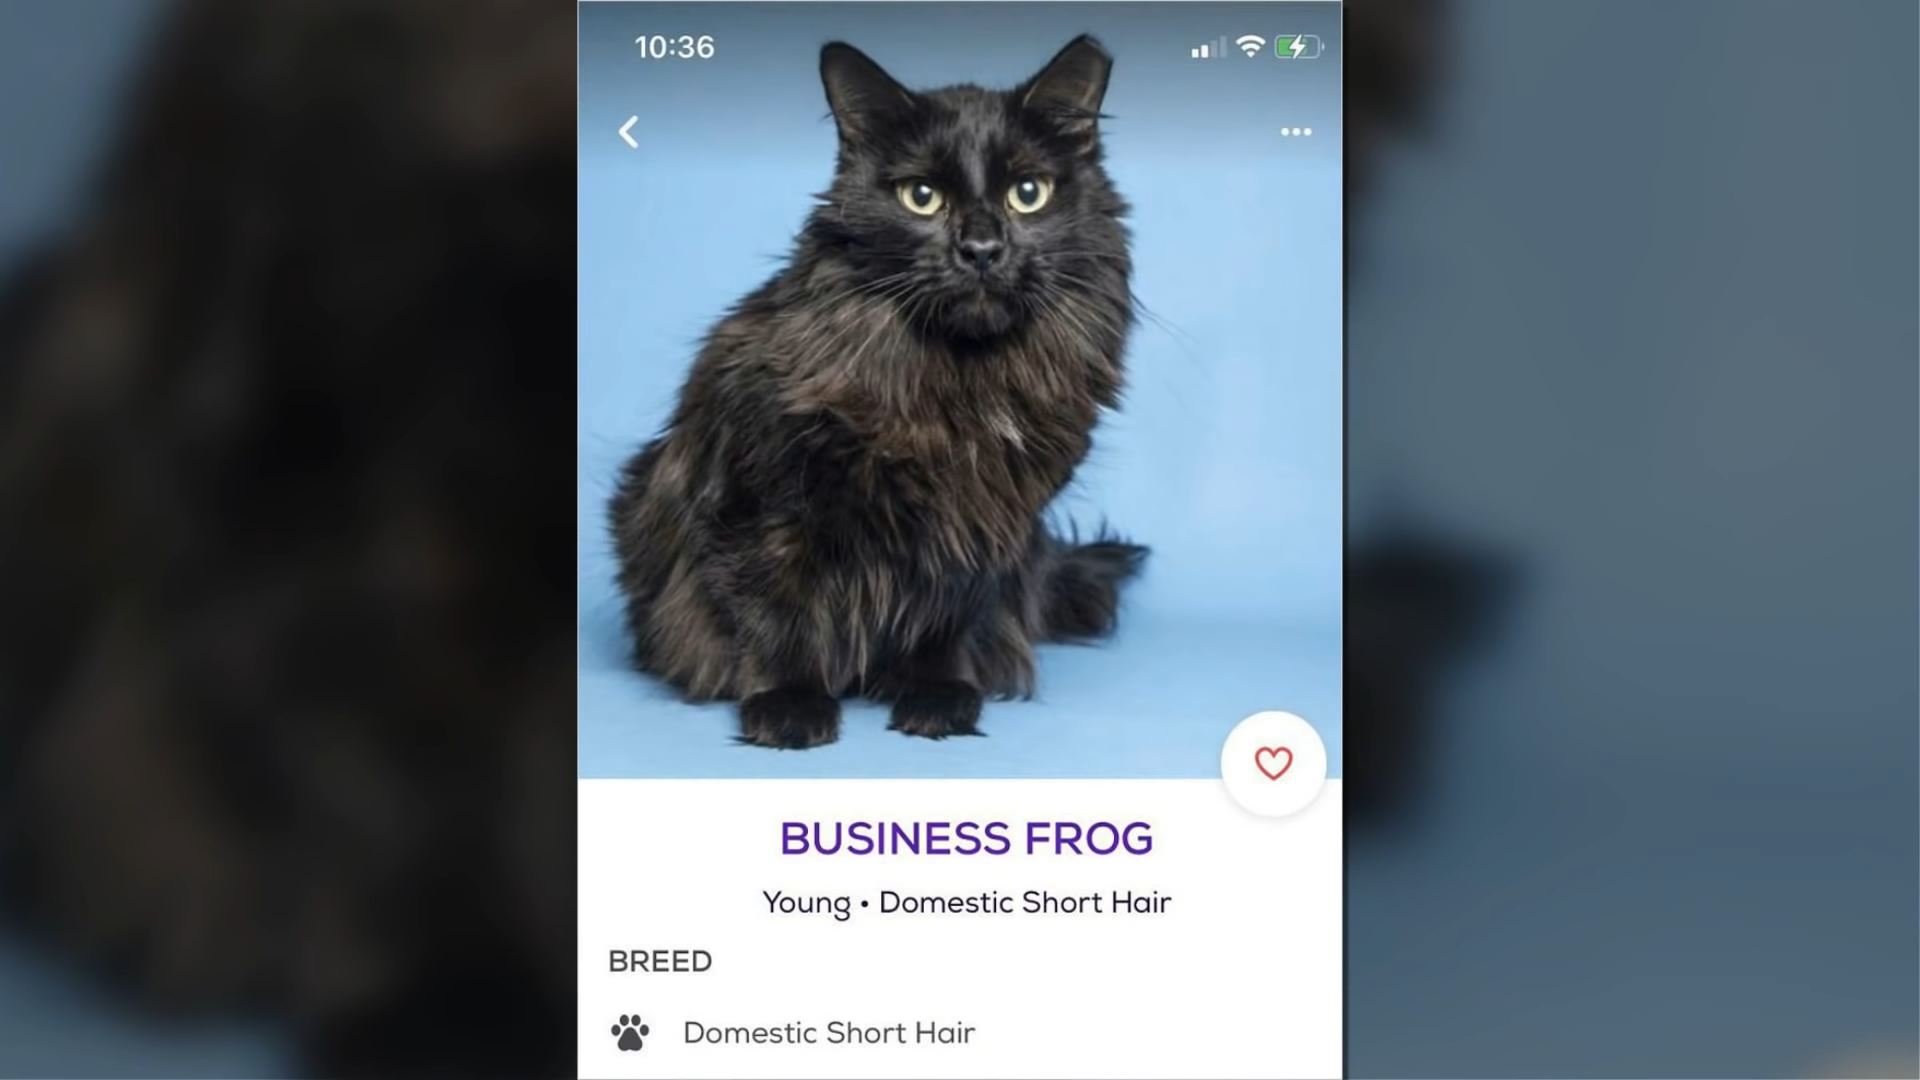 10:36
BUSINESS FROG
Young • Domestic Short Hair
BREED
Domestic Short Hair